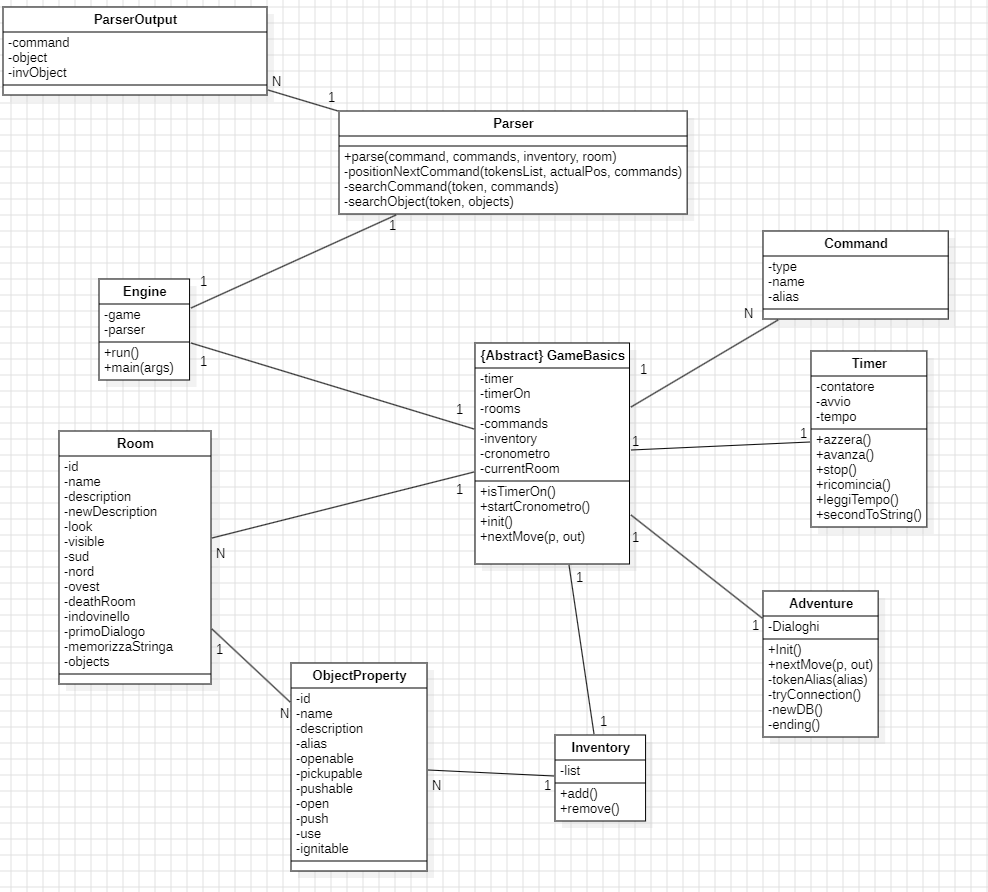 ParserOutput
-command
-object
-invObject
N
1
Parser
+parse(command, commands, inventory, room)
-positionNextCommand(tokensList, actualPos, commands)
-searchCommand(token, commands)
-searchObject(token, objects)
1
1
Engine
-game
-parser
+run()
+main(args)
1
1
Command
-type
-name
-alias
N
1
{Abstract} GameBasics
-timer
-timerOn
-rooms
-commands
-inventory
-cronometro
-currentRoom
+isTimerOn()
+startCronometro()
+init()
+nextMove(p, out)
1
1
Timer
-contatore
-avvio
-tempo
+azzera()
+avanza()
+stop()
+ricomincia()
+leggiTempo()
+secondToString()
Room
-id
-name
-description
-newDescription
-look
-visible
-sud
-nord
-ovest
-deathRoom
-indovinello
-primoDialogo
-memorizzaStringa
-objects
1
N
1
N
ObjectProperty
-id
-name
-description
-alias
-openable
-pickupable
-pushable
-open
-push
-use
-ignitable
1
1
Adventure
-Dialoghi
+Init()
+nextMove(p, out)
-tokenAlias(alias)
-tryConnection()
-newDB()
-ending()
1
1
Inventory
-list
+add()
+remove()
N
1